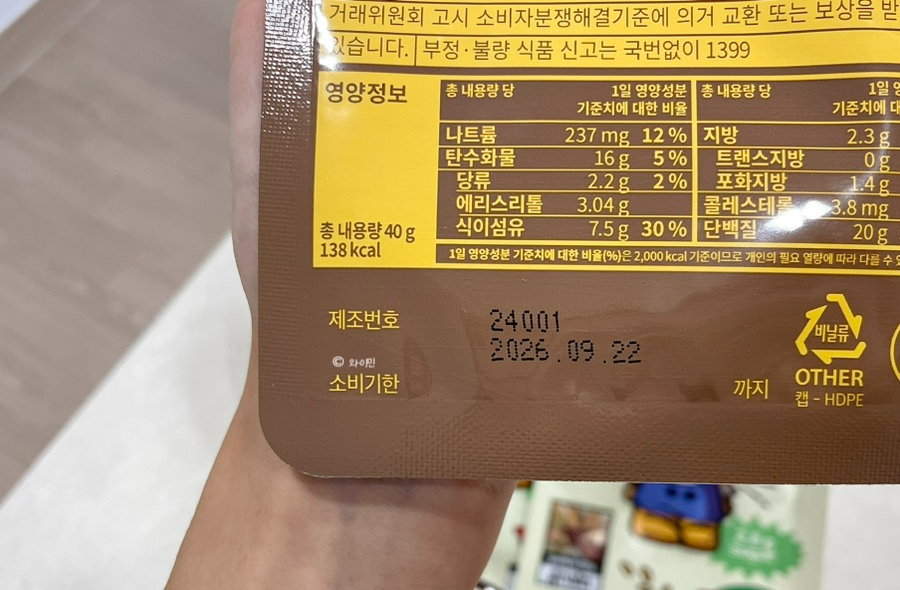 거래위원회 고시 소비자분쟁해결기준에 의거 교환 또는 보상을 받
있습니다. 부정·불량 식품 신고는 국번없이 1399
영양정보
총 내용량 40 g
138 kcal
총 내용량 당 1일 영양성분
기준치에 대한 비율
나트륨 237 mg 12 %
탄수화물 16 g 5 %
당류 2.2 g 2 %
에리스리톨 3.04 g
식이섬유 7.5 g 30 %
총 내용량 당 1일
기준치에 대
지방 2.3 g
트랜스지방 0 g
포화지방 1.4 g
콜레스테롤 3.8 mg
단백질 20 g
1일 영양성분 기준치에 대한 비율(%)은 2,000 kcal 기준이므로 개인의 필요 열량에 따라 다를 수
제조번호 24001
2026.09.22
© 와이민
소비기한 까지
비닐류
OTHER
캡 - HDPE